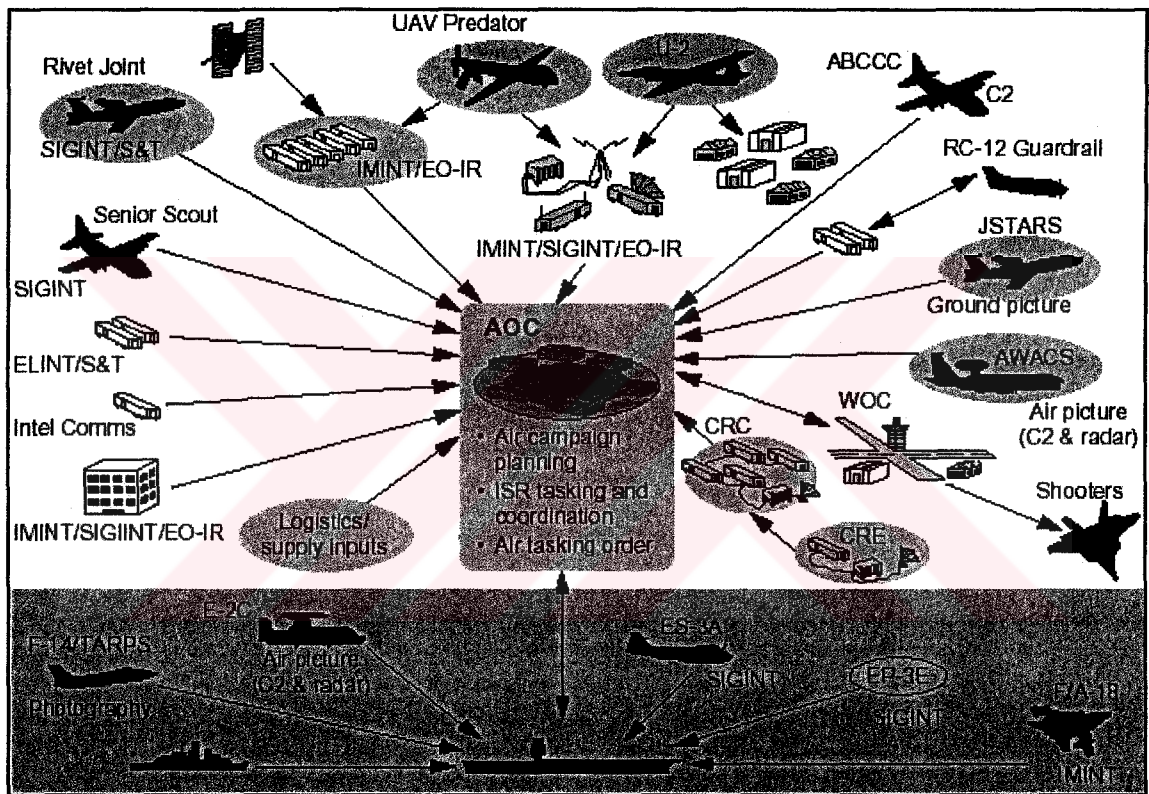 UAV Predator
U-2
Rivet Joint
ABCCC
C2
SIGINT/S&T
IMINT/EO-IR
RC-12 Guardrail
Senior Scout
IMINT/SIGINT/EO-IR
JSTARS
SIGINT
Ground picture
AOC
ELINT/S&T
AWACS
WOC
Air picture
(C2 & radar)
Intel Comms
CRC
• Air campaign
planning
• ISR tasking and
coordination
• Air tasking order
Shooters
IMINT/SIGIINT/EO-IR
Logistics/
supply inputs
CRE
E-2C
F-14/TARPS
ES-3A
Air picture
(C2 & radar)
SIGINT
EP-3E
F/A-18
Photography
SIGINT
IMINT